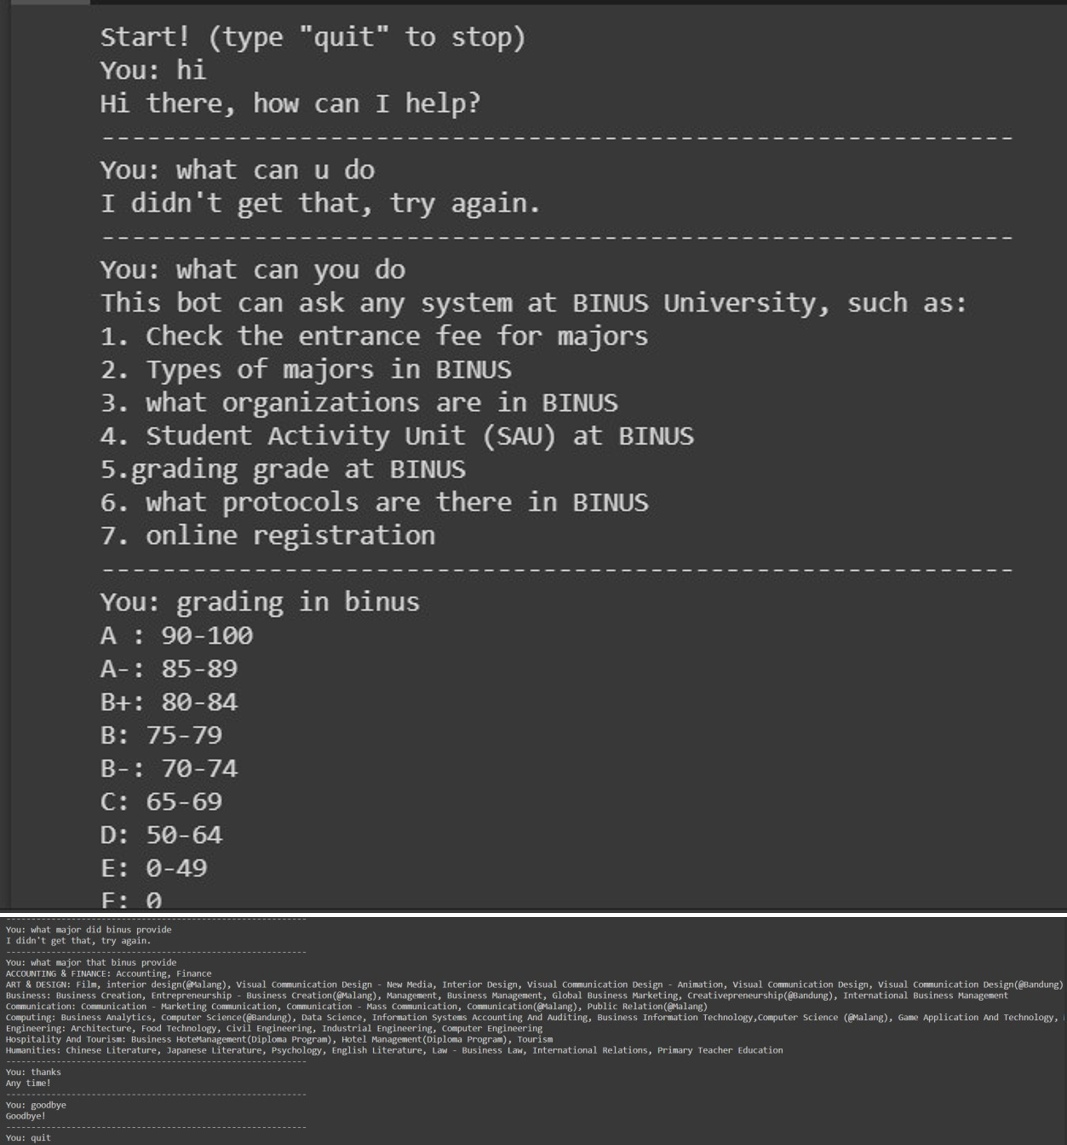 Start! (type "quit" to stop)
You: hi
Hi there, how can I help?
------------------------------------------------------------
You: what can u do
I didn't get that, try again.
------------------------------------------------------------
You: what can you do
This bot can ask any system at BINUS University, such as:
1. Check the entrance fee for majors
2. Types of majors in BINUS
3. what organizations are in BINUS
4. Student Activity Unit (SAU) at BINUS
5.grading grade at BINUS
6. what protocols are there in BINUS
7. online registration
------------------------------------------------------------
You: grading in binus
A : 90-100
A-: 85-89
B+: 80-84
B: 75-79
B-: 70-74
C: 65-69
D: 50-64
E: 0-49
F: 0
------------------------------------------------------------
You: what major did binus provide
I didn't get that, try again.
------------------------------------------------------------
You: what major that binus provide
ACCOUNTING & FINANCE: Accounting, Finance
ART & DESIGN: Film, interior design(@Malang), Visual Communication Design - New Media, Interior Design, Visual Communication Design - Animation, Visual Communication Design, Visual Communication Design(@Bandung)
Business: Business Creation, Entrepreneurship - Business Creation(@Malang), Management, Business Management, Global Business Marketing, Creativepreneurship(@Bandung), International Business Management
Communication: Communication - Marketing Communication, Communication - Mass Communication, Communication(@Malang), Public Relation(@Malang)
Computing: Business Analytics, Computer Science(@Bandung), Data Science, Information Systems Accounting And Auditing, Business Information Technology,Computer Science (@Malang), Game Application And Technology,
Engineering: Architecture, Food Technology, Civil Engineering, Industrial Engineering, Computer Engineering
Hospitality And Tourism: Business HoteManagement(Diploma Program), Hotel Management(Diploma Program), Tourism
Humanities: Chinese Literature, Japanese Literature, Psychology, English Literature, Law - Business Law, International Relations, Primary Teacher Education
------------------------------------------------------------
You: thanks
Any time!
------------------------------------------------------------
You: goodbye
Goodbye!
------------------------------------------------------------
You: quit